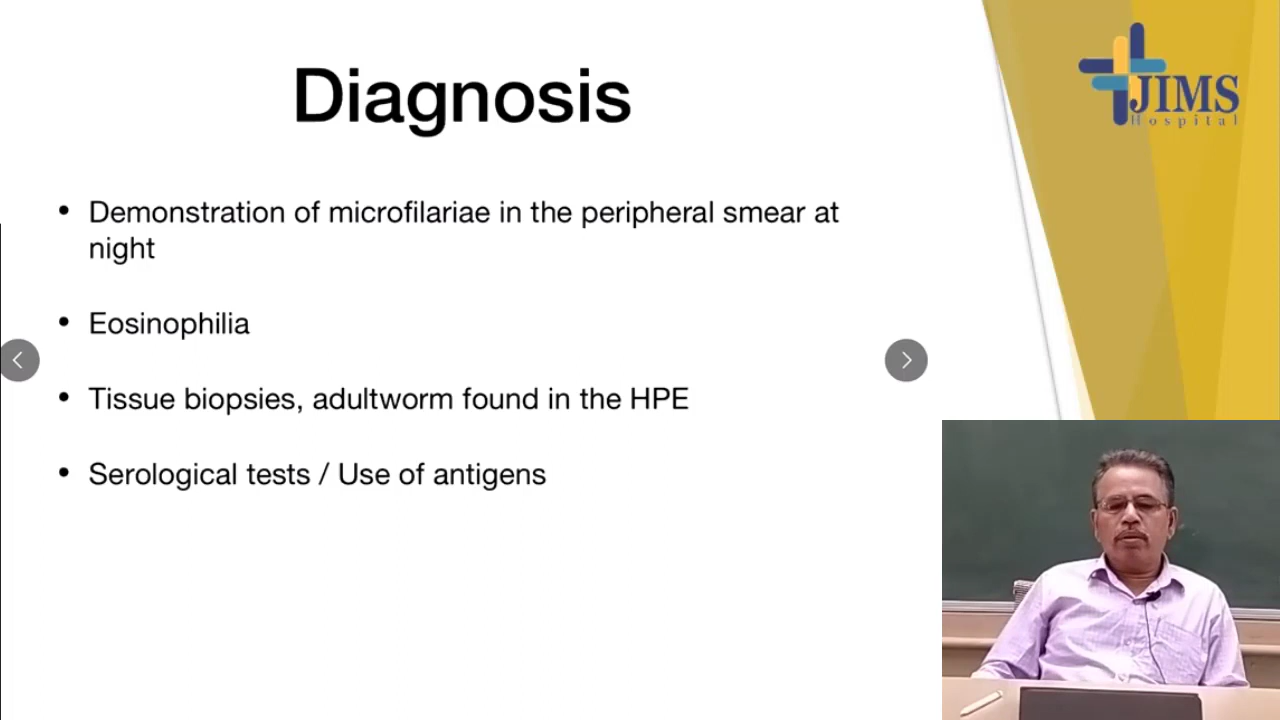 Diagnosis
JIMS
Hospital
• Demonstration of microfilariae in the peripheral smear at
night
• Eosinophilia
• Tissue biopsies, adultworm found in the HPE
• Serological tests / Use of antigens